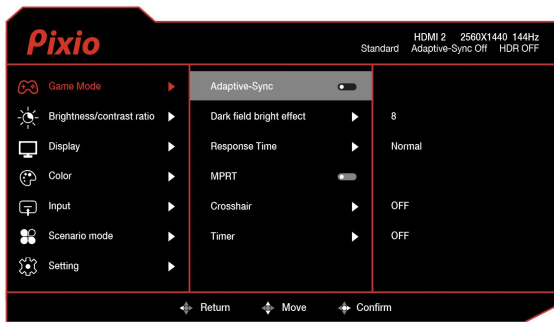 Pixio
HDMI 2 2560X1440 144Hz
Standard Adaptive-Sync Off HDR OFF
Game Mode
Brightness/contrast ratio
Display
Color
Input
Scenario mode
Setting
Adaptive-Sync
Dark field bright effect 8
Response Time Normal
MPRT
Crosshair OFF
Timer OFF
Return Move Confirm